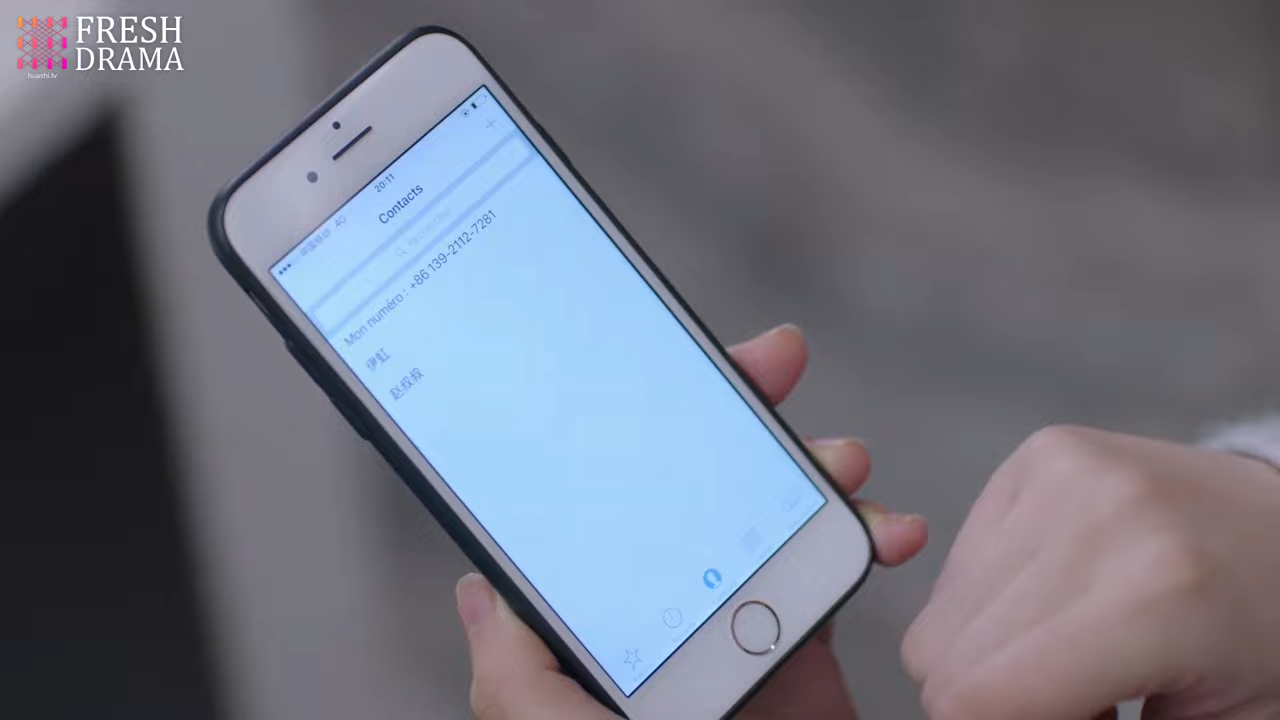 FRESH
DRAMA
huashi.tv
20:11
Contacts
Mon numéro : +86 139-2112-7281
伊虹
赵叔叔